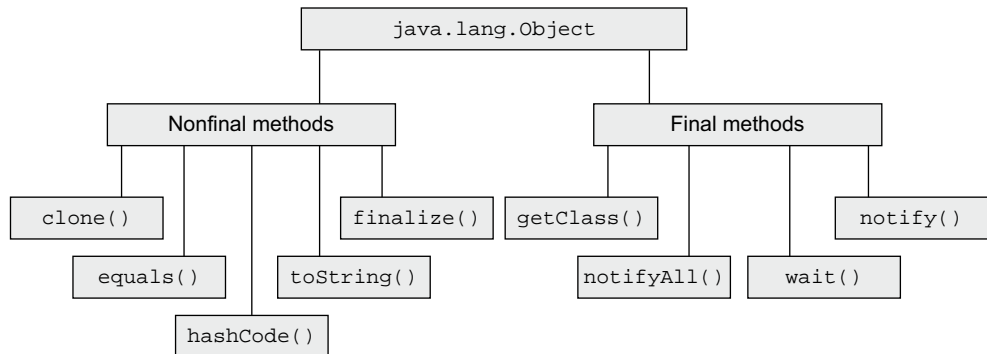 java.lang.Object
Nonfinal methods
Final methods
clone()
finalize()
getClass()
notify()
equals()
toString()
notifyAll()
wait()
hashCode()